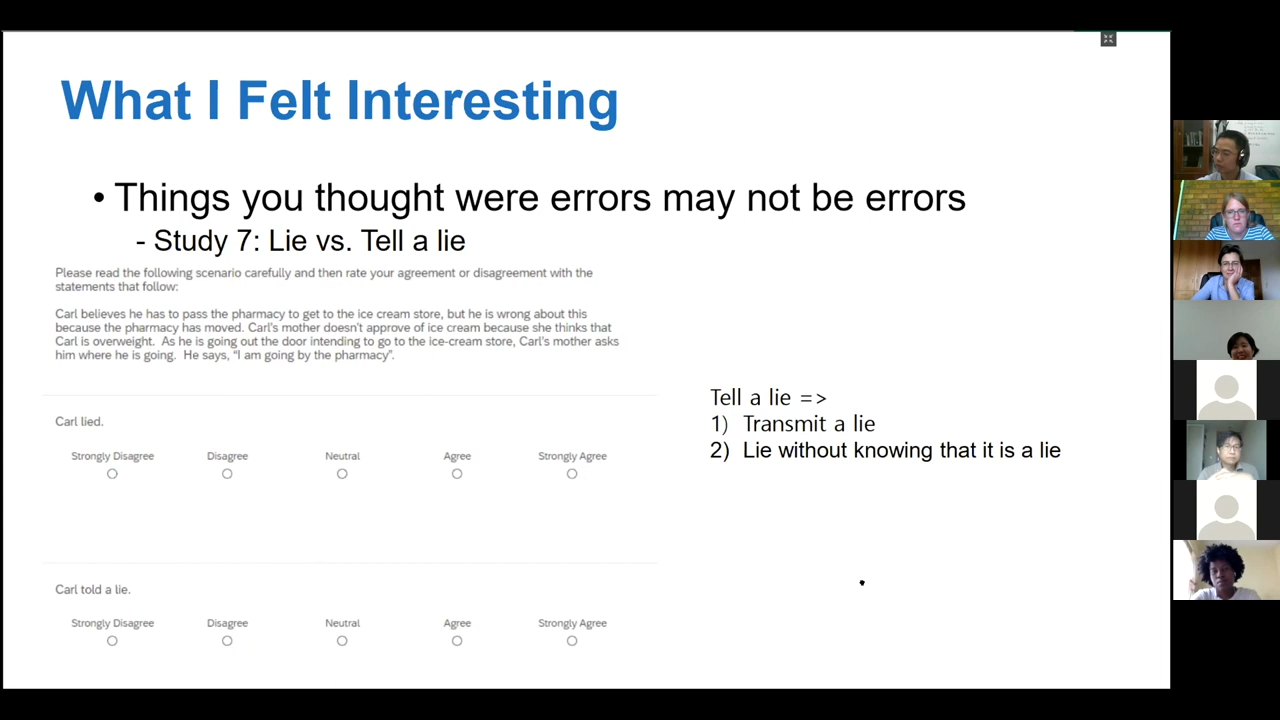 What I Felt Interesting
• Things you thought were errors may not be errors
- Study 7: Lie vs. Tell a lie
Please read the following scenario carefully and then rate your agreement or disagreement with the
statements that follow:
Carl believes he has to pass the pharmacy to get to the ice cream store, but he is wrong about this
because the pharmacy has moved. Carl's mother doesn't approve of ice cream because she thinks that
Carl is overweight. As he is going out the door intending to go to the ice-cream store, Carl's mother asks
him where he is going. He says, “I am going by the pharmacy”.
Carl lied.
Strongly Disagree Disagree Neutral Agree Strongly Agree
Carl told a lie.
Strongly Disagree Disagree Neutral Agree Strongly Agree
Tell a lie =>
1) Transmit a lie
2) Lie without knowing that it is a lie